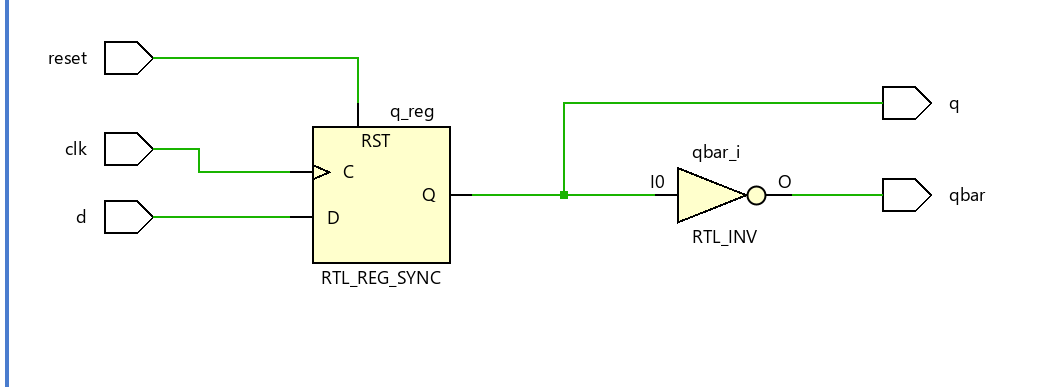 reset
q_reg
RST
clk
C
d
D
Q
RTL_REG_SYNC
qbar_i
I0
O
RTL_INV
q
qbar